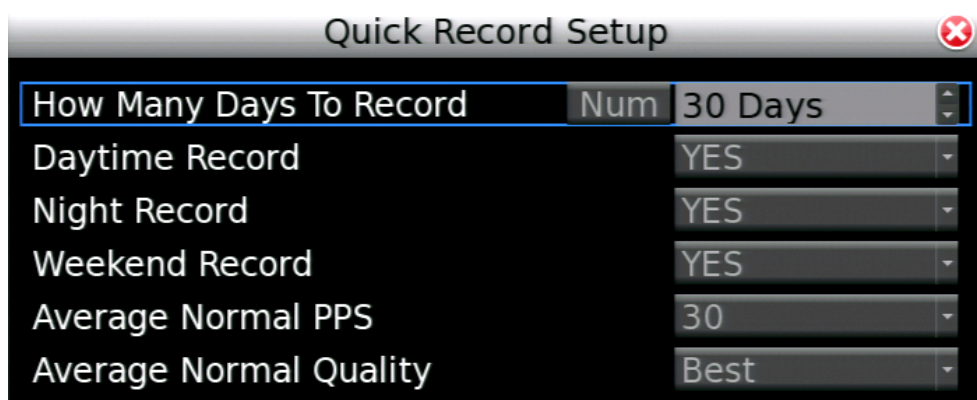 Quick Record Setup
How Many Days To Record Num 30 Days
Daytime Record YES
Night Record YES
Weekend Record YES
Average Normal PPS 30
Average Normal Quality Best